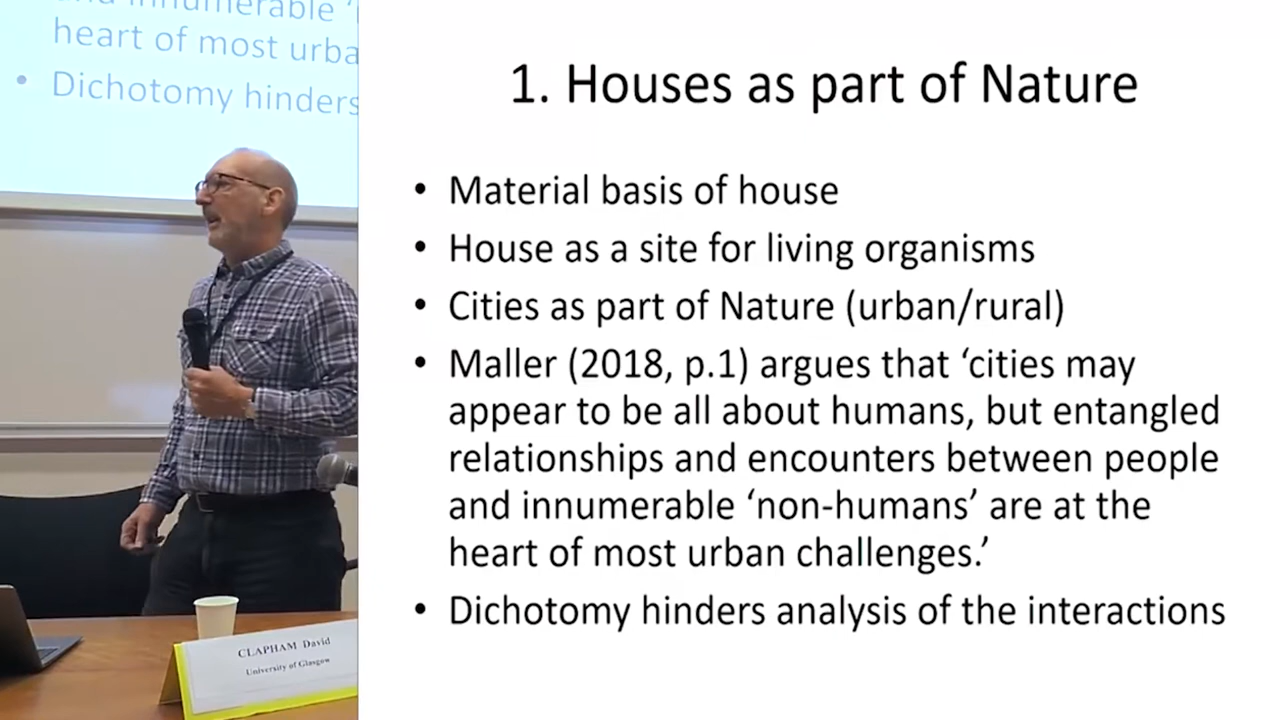 and innumerable ‘
heart of most urba
• Dichotomy hinders
CLAPHAM David
University of Glasgow
1. Houses as part of Nature
• Material basis of house
• House as a site for living organisms
• Cities as part of Nature (urban/rural)
• Maller (2018, p.1) argues that ‘cities may
appear to be all about humans, but entangled
relationships and encounters between people
and innumerable ‘non-humans’ are at the
heart of most urban challenges.’
• Dichotomy hinders analysis of the interactions